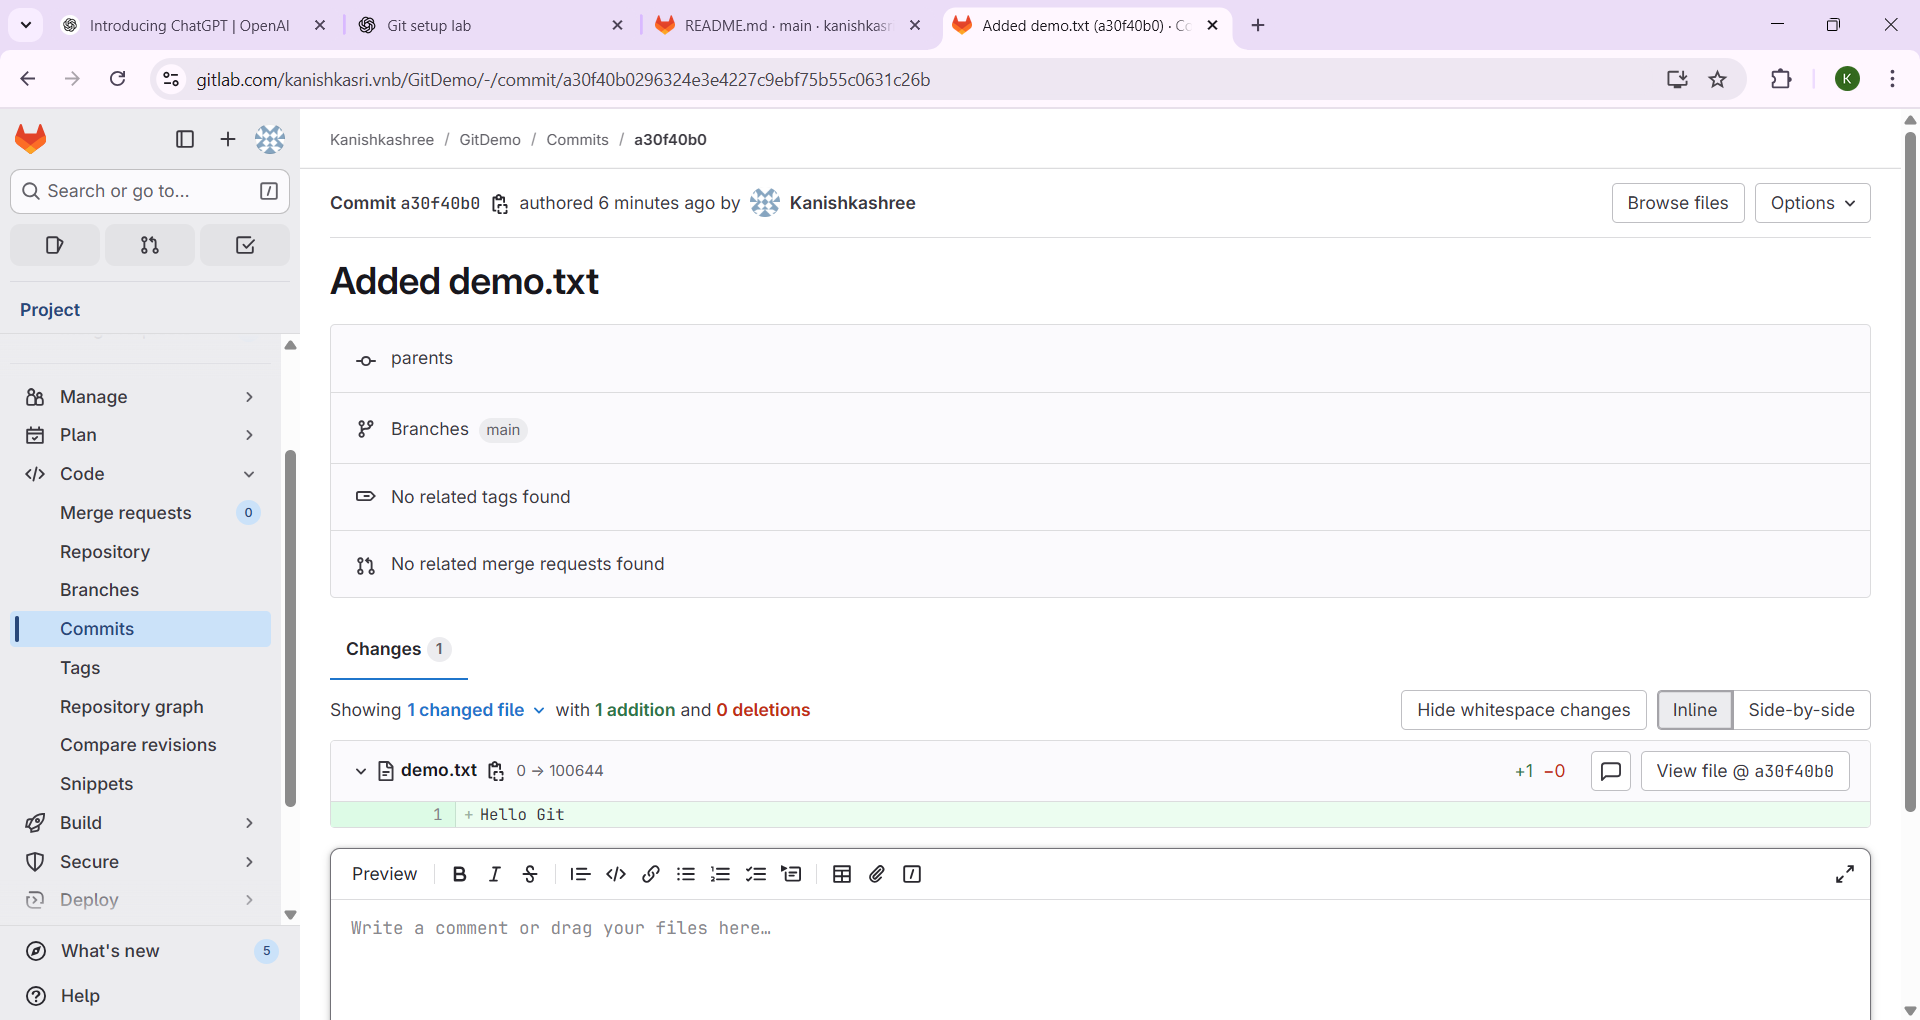 Introducing ChatGPT | OpenAI
Git setup lab
README.md · main · kanishkasr
Added demo.txt (a30f40b0) · Co
gitlab.com/kanishkasri.vnb/GitDemo/-/commit/a30f40b0296324e3e4227c9ebf75b55c0631c26b
K
Kanishkashree / GitDemo / Commits / a30f40b0
Search or go to...
/
Commit a30f40b0 authored 6 minutes ago by Kanishkashree
Browse files
Options
Added demo.txt
Project
parents
Manage
Branches main
Plan
Code
No related tags found
Merge requests 0
Repository
No related merge requests found
Branches
Commits
Changes 1
Tags
Repository graph
Showing 1 changed file with 1 addition and 0 deletions
Hide whitespace changes
Inline
Side-by-side
Compare revisions
demo.txt 0 → 100644
+1 −0
View file @ a30f40b0
Snippets
1 + Hello Git
Build
Secure
Preview
Deploy
Write a comment or drag your files here…
What's new 5
Help